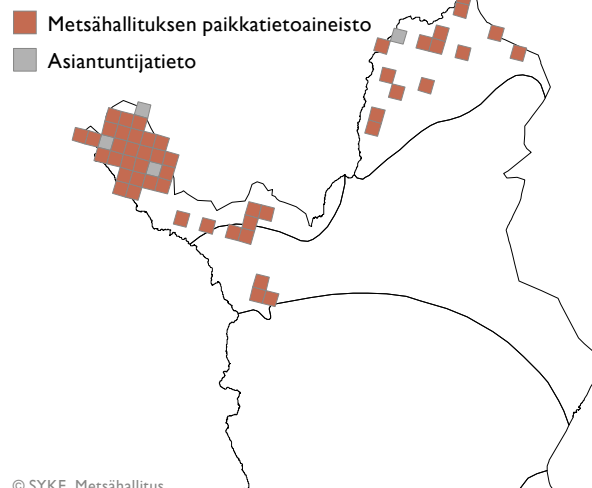 Metsähallituksen paikkatietoaineisto
Asiantuntijatieto
© SYKE, Metsähallitus